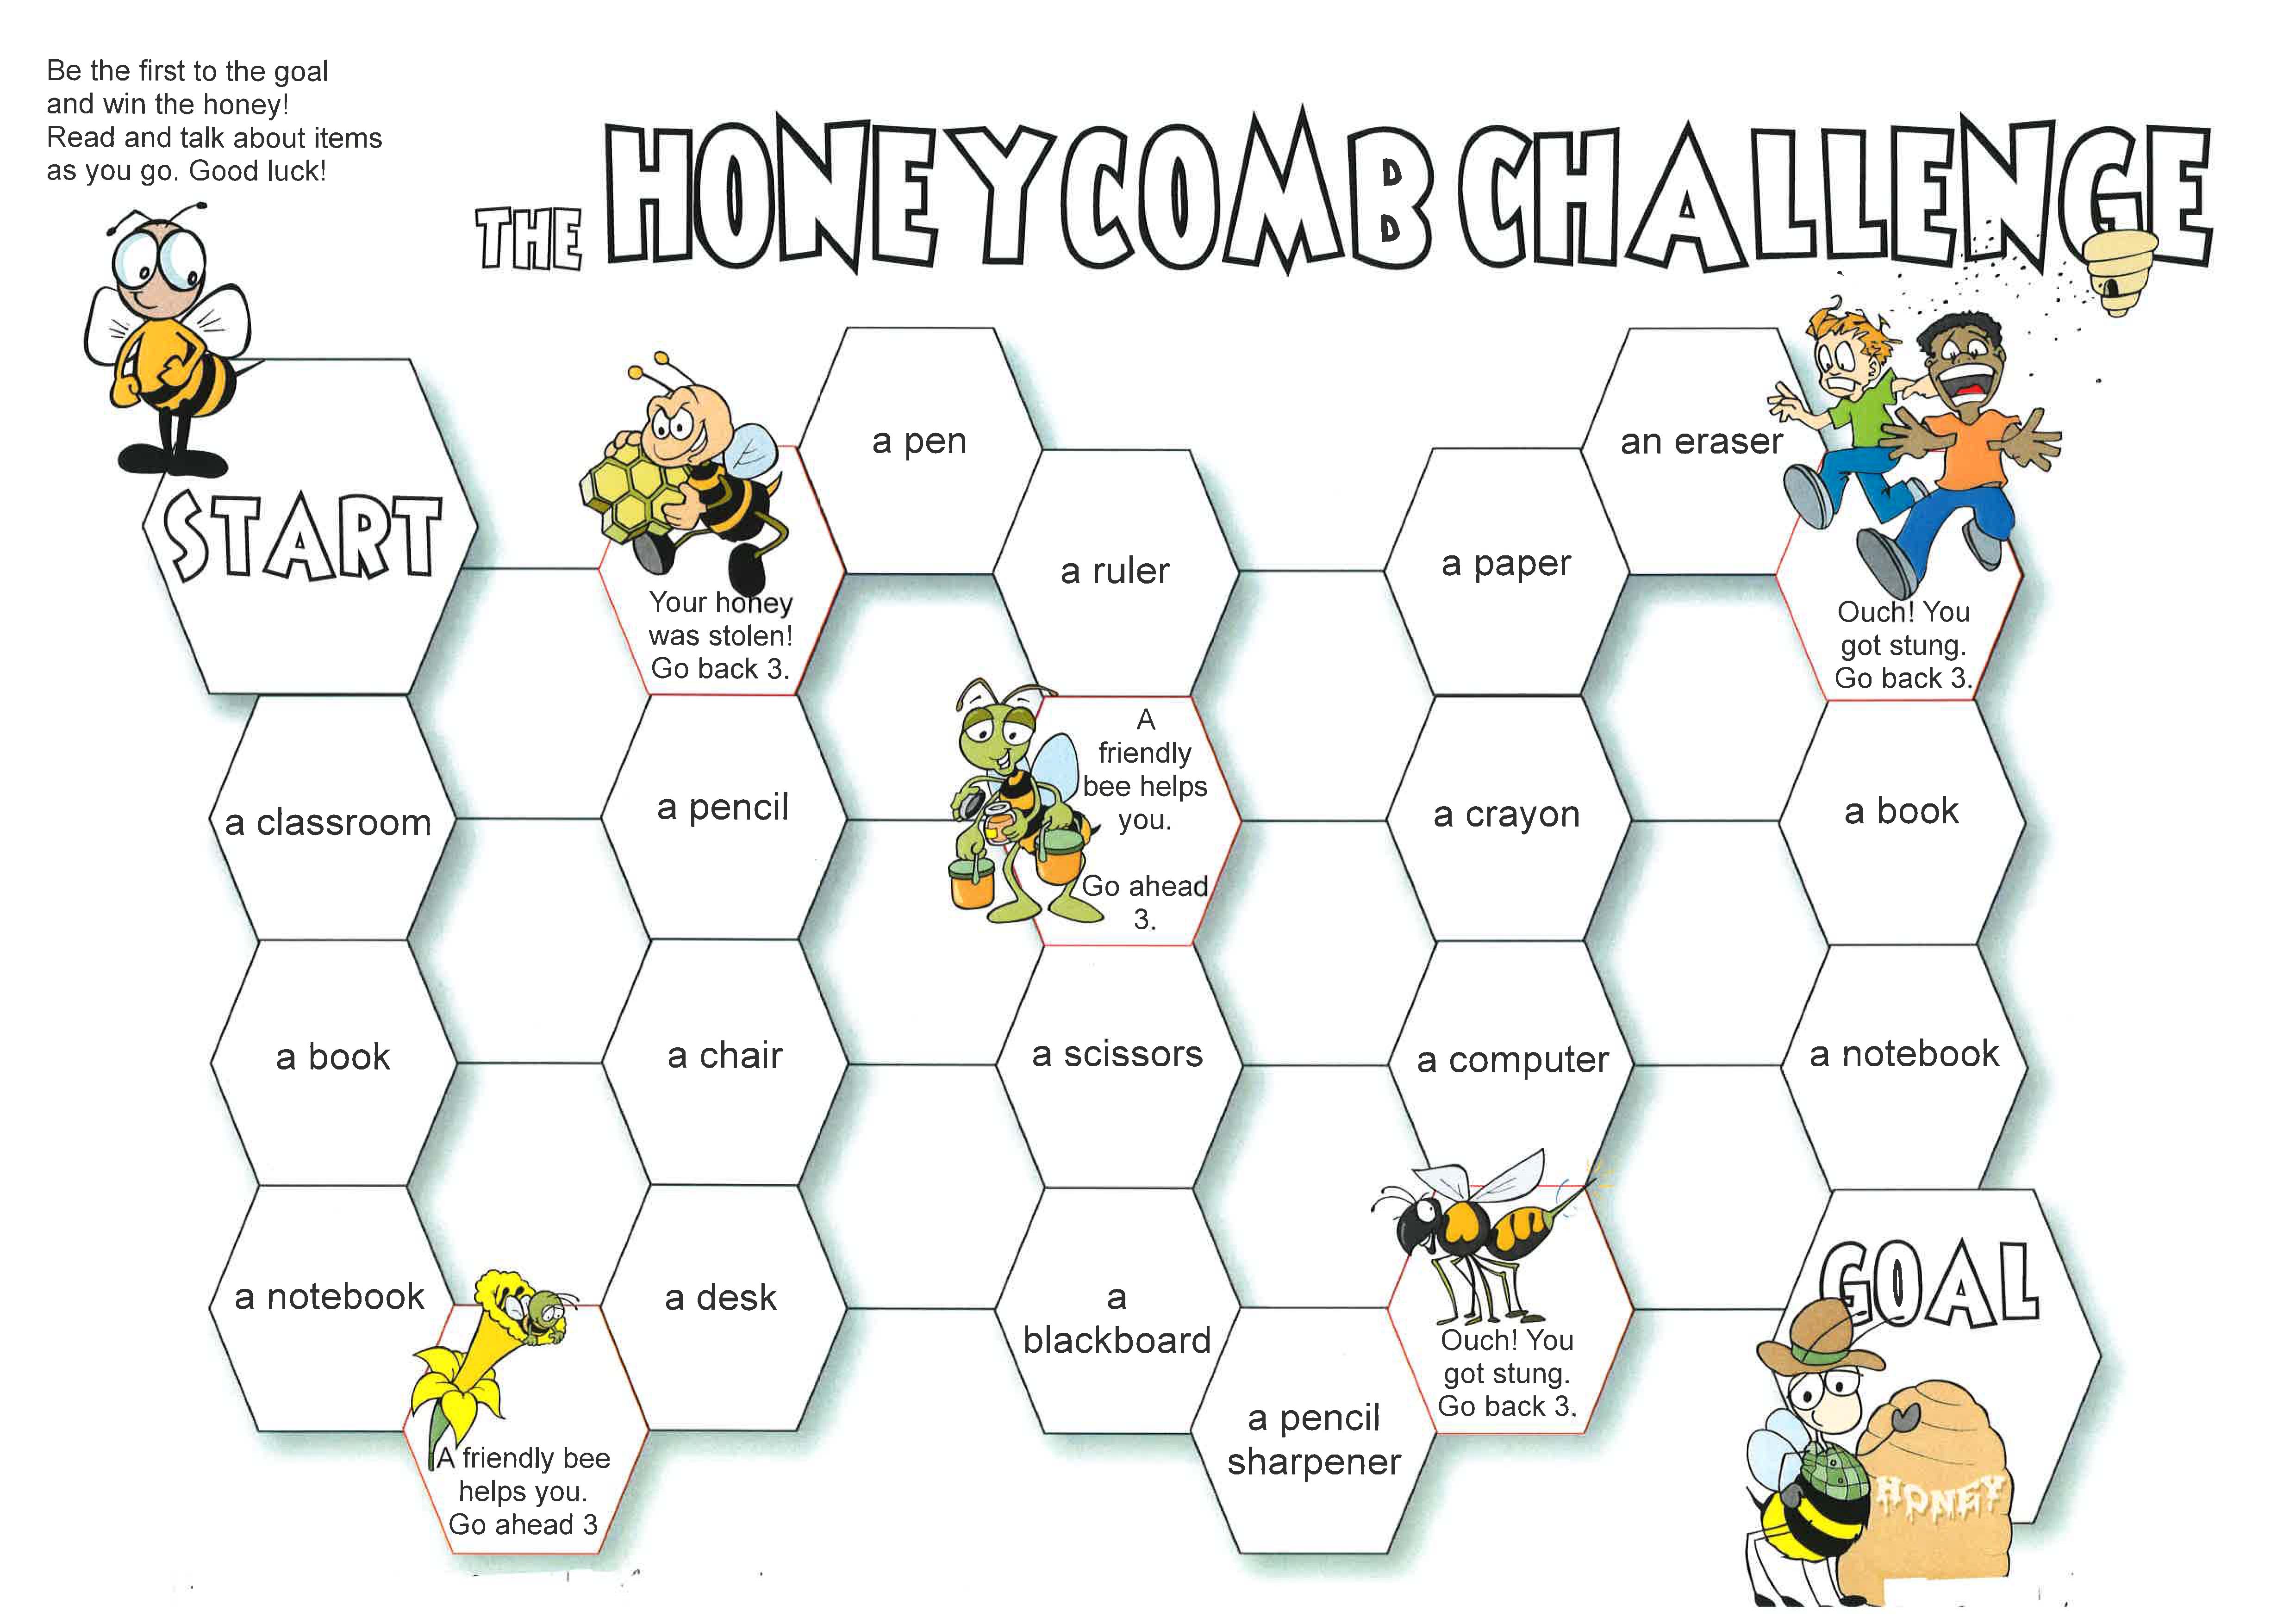 Be the first to the goal
and win the honey!
Read and talk about items
as you go. Good luck!
THE HONEYCOMB CHALLENGE
START
a classroom
a book
a notebook
A friendly bee
helps you.
Go ahead 3
a desk
a chair
a pencil
Your honey
was stolen!
Go back 3.
a pen
a ruler
A
friendly
bee helps
you.
Go ahead
3.
a scissors
a
blackboard
a pencil
sharpener
Ouch! You
got stung.
Go back 3.
a computer
a crayon
a paper
an eraser
Ouch! You
got stung.
Go back 3.
a book
a notebook
GOAL
HONEY